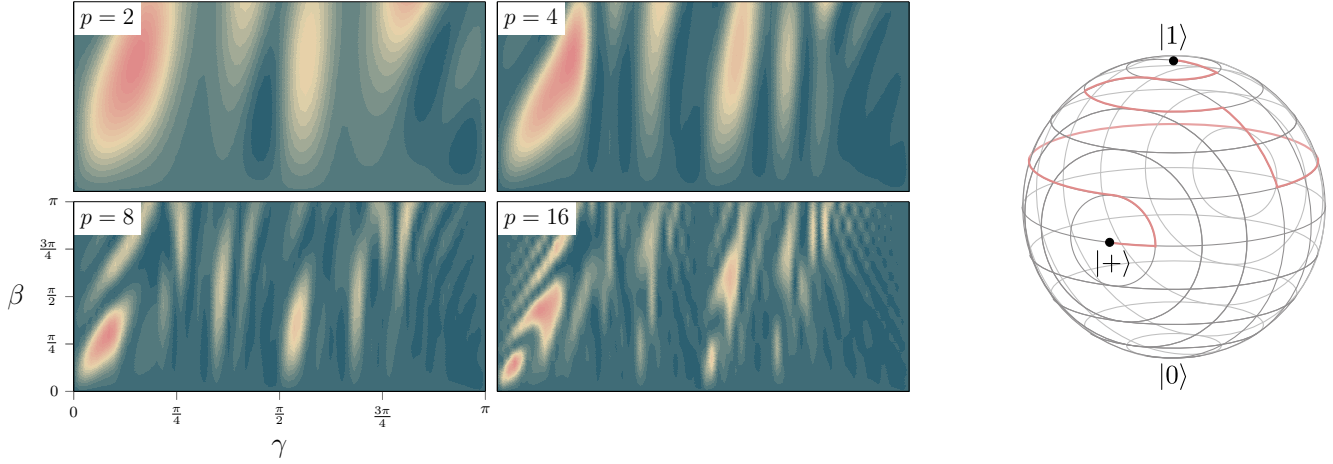 p = 2
p = 4
|1⟩
p = 8
p = 16
π
3π/4
π/2
π/4
0
β
0
π/4
π/2
3π/4
π
γ
|+⟩
|0⟩